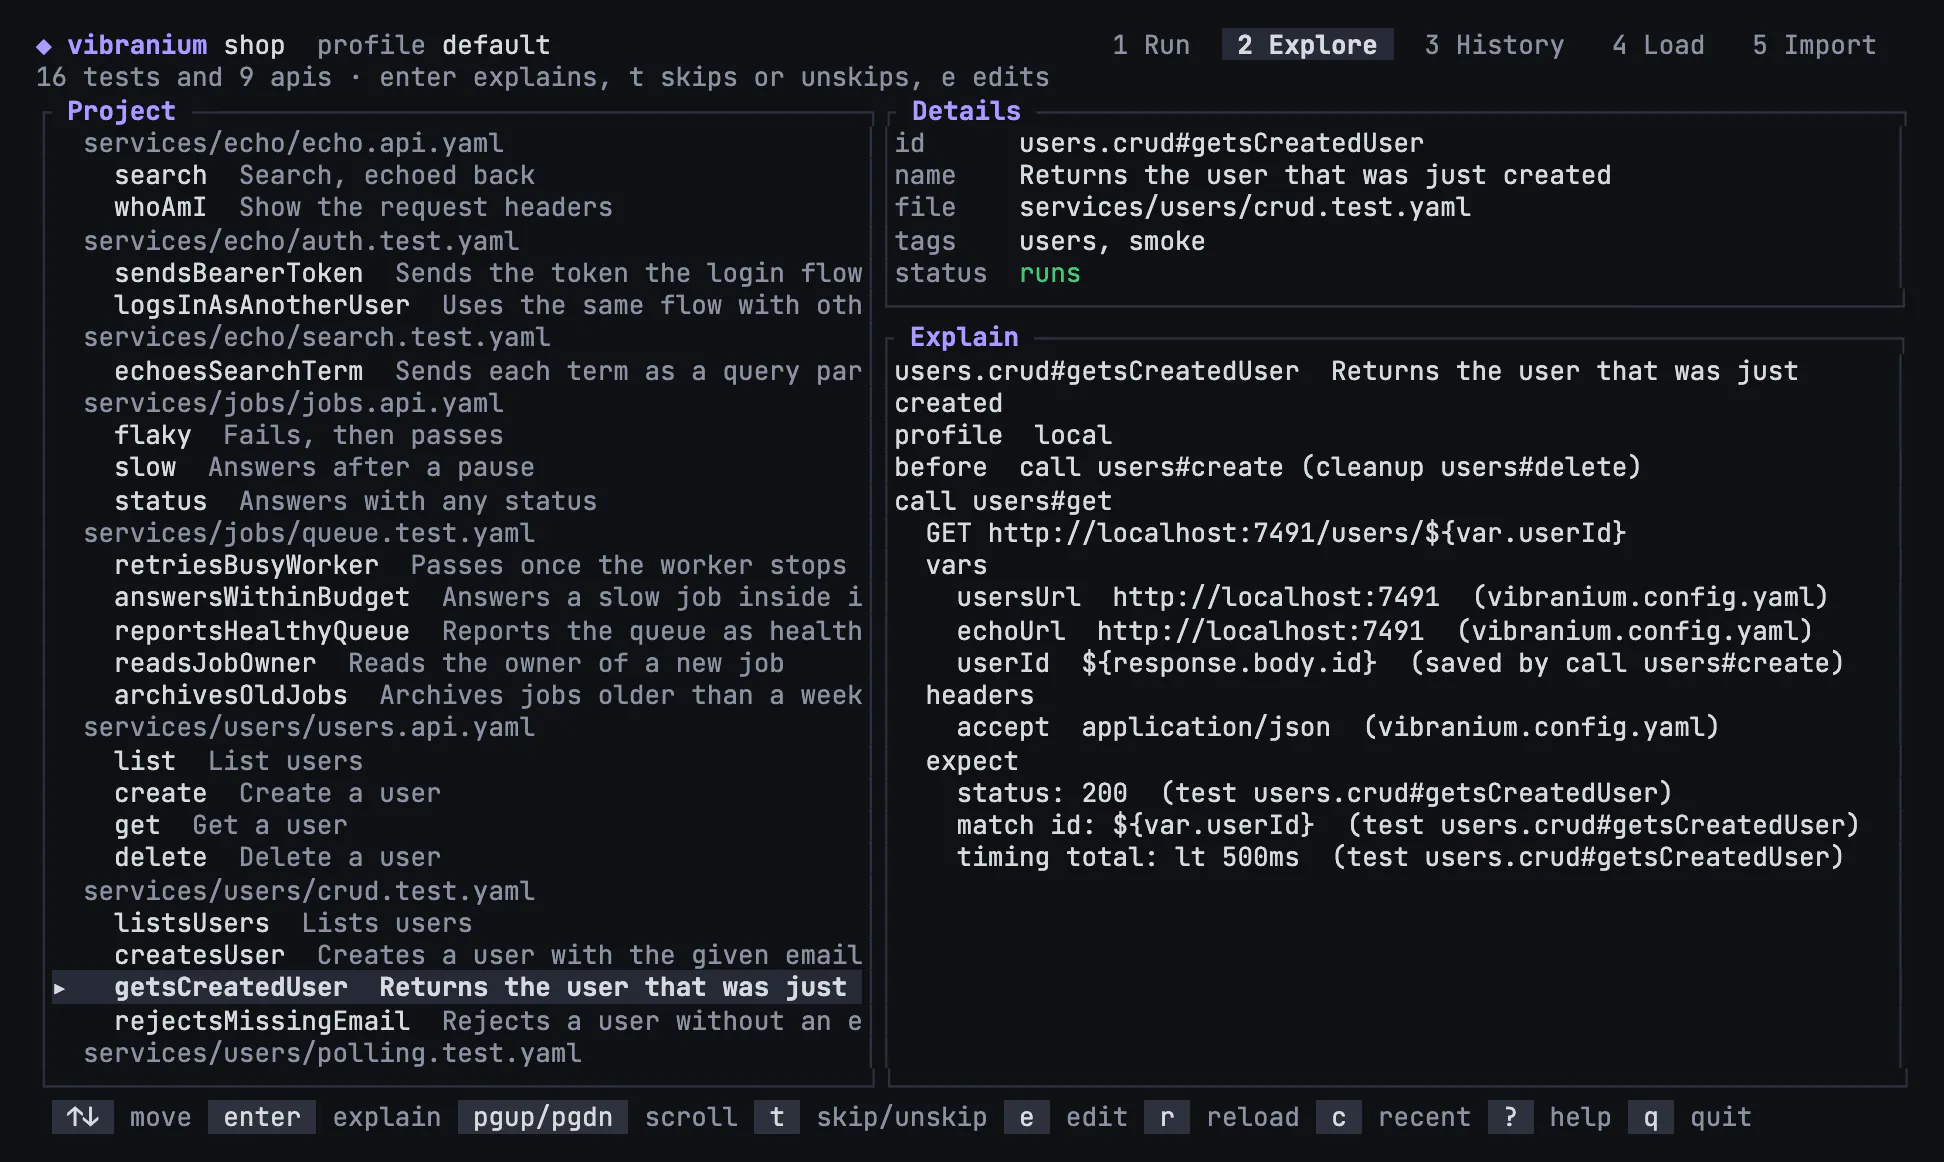 ◆ vibranium shop  profile default  1 Run  2 Explore  3 History  4 Load  5 Import
16 tests and 9 apis · enter explains, t skips or unskips, e edits
Project
services/echo/echo.api.yaml
search  Search, echoed back
whoAmI  Show the request headers
services/echo/auth.test.yaml
sendsBearerToken  Sends the token the login flow
logsInAsAnotherUser  Uses the same flow with oth
services/echo/search.test.yaml
echoesSearchTerm  Sends each term as a query par
services/jobs/jobs.api.yaml
flaky  Fails, then passes
slow  Answers after a pause
status  Answers with any status
services/jobs/queue.test.yaml
retriesBusyWorker  Passes once the worker stops
answersWithinBudget  Answers a slow job inside i
reportsHealthyQueue  Reports the queue as health
readsJobOwner  Reads the owner of a new job
archivesOldJobs  Archives jobs older than a week
services/users/users.api.yaml
list  List users
create  Create a user
get  Get a user
delete  Delete a user
services/users/crud.test.yaml
listsUsers  Lists users
createsUser  Creates a user with the given email
▸ getsCreatedUser  Returns the user that was just
rejectsMissingEmail  Rejects a user without an e
services/users/polling.test.yaml
Details
id  users.crud#getsCreatedUser
name  Returns the user that was just created
file  services/users/crud.test.yaml
tags  users, smoke
status  runs
Explain
users.crud#getsCreatedUser  Returns the user that was just
created
profile  local
before  call users#create (cleanup users#delete)
call users#get
GET http://localhost:7491/users/${var.userId}
vars
usersUrl  http://localhost:7491  (vibranium.config.yaml)
echoUrl  http://localhost:7491  (vibranium.config.yaml)
userId  ${response.body.id}  (saved by call users#create)
headers
accept  application/json  (vibranium.config.yaml)
expect
status: 200  (test users.crud#getsCreatedUser)
match id: ${var.userId}  (test users.crud#getsCreatedUser)
timing total: lt 500ms  (test users.crud#getsCreatedUser)
↑↓ move  enter explain  pgup/pgdn scroll  t skip/unskip  e edit  r reload  c recent  ? help  q quit